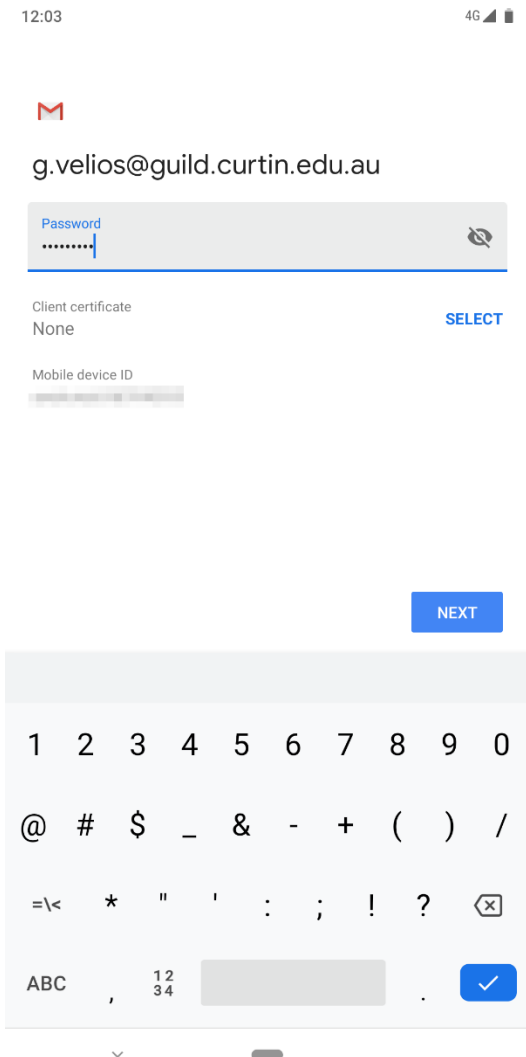 12:03 4G
g.velios@guild.curtin.edu.au
Password
•••••••••
Client certificate
None
SELECT
Mobile device ID
NEXT
1 2 3 4 5 6 7 8 9 0
@ # $ _ & - + ( ) /
=\< * " ' : ; ! ?
ABC , 12 34 .